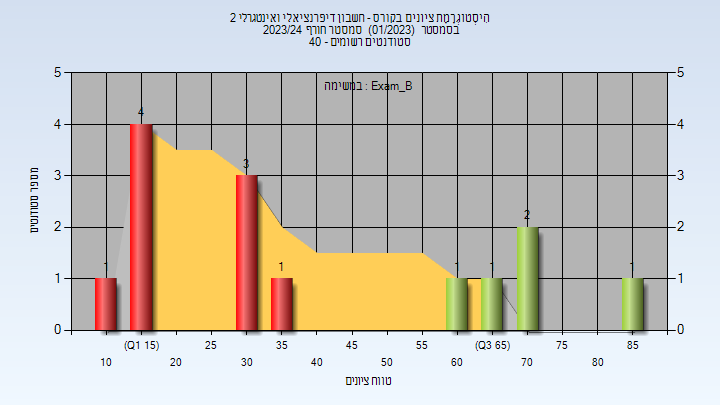 היסטוגרמת ציונים בקורס - חשבון דיפרנציאלי ואינטגרלי 2
בסמסטר (01/2023) סמסטר חורף 2023/24
סטודנטים רשומים - 40
במשימה : Exam_B
מספר סטודנטים
5 5
4 4
3 3
2 2
1 1
0 0
1 4 3 1 1 1 2 1
(Q1 15) 25 35 45 55 (Q3 65) 75 85
10 20 30 40 50 60 70 80
טווח ציונים